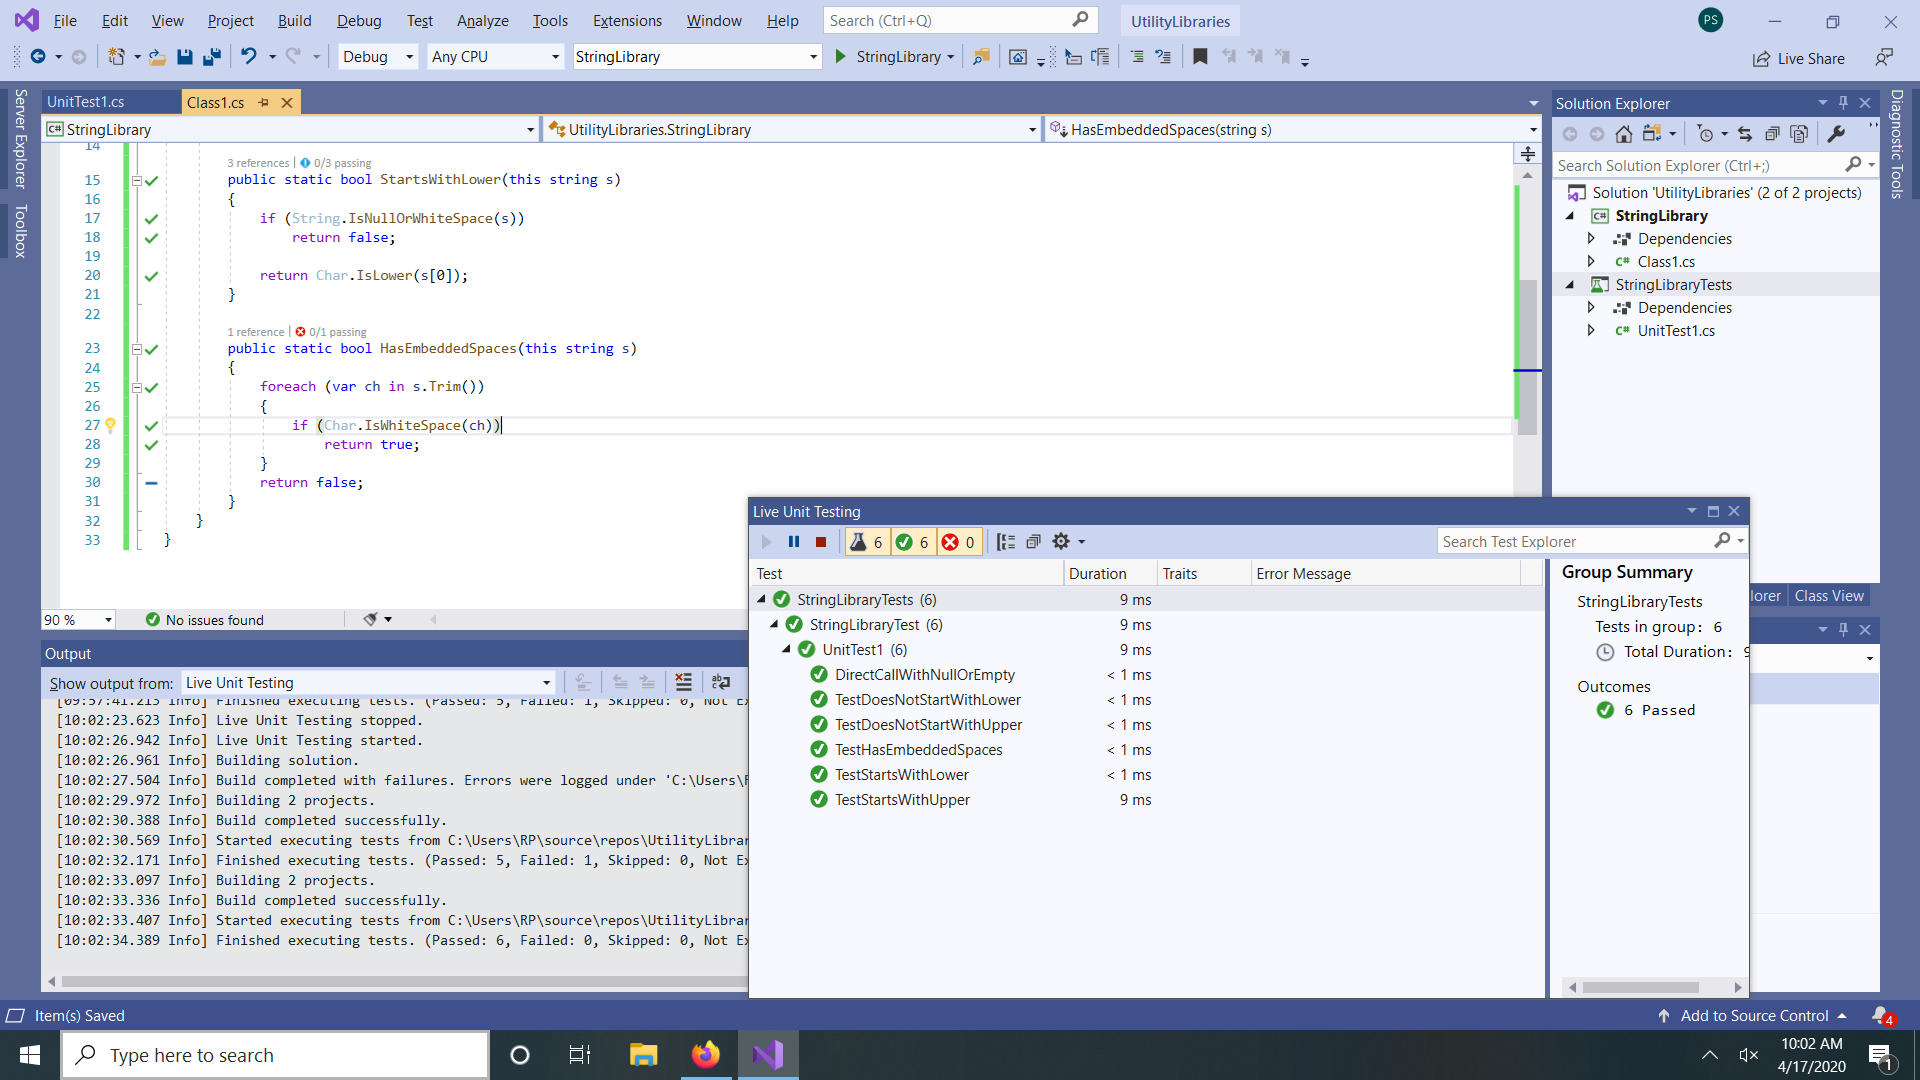 File Edit View Project Build Debug Test Analyze Tools Extensions Window Help Search (Ctrl+Q) UtilityLibraries PS
Debug Any CPU StringLibrary StringLibrary Live Share
Server Explorer
Toolbox
UnitTest1.cs Class1.cs
C# StringLibrary UtilityLibraries.StringLibrary HasEmbeddedSpaces(string s)
14
3 references | 0/3 passing
15 public static bool StartsWithLower(this string s)
16 {
17 if (String.IsNullOrWhiteSpace(s))
18 return false;
19
20 return Char.IsLower(s[0]);
21 }
22
1 reference | 0/1 passing
23 public static bool HasEmbeddedSpaces(this string s)
24 {
25 foreach (var ch in s.Trim())
26 {
27 if (Char.IsWhiteSpace(ch))
28 return true;
29 }
30 return false;
31 }
32 }
33 }
90 % No issues found
Output
Show output from: Live Unit Testing
[09:57:41.213 Info] Finished executing tests. (Passed: 5, Failed: 1, Skipped: 0, Not Ex
[10:02:23.623 Info] Live Unit Testing stopped.
[10:02:26.942 Info] Live Unit Testing started.
[10:02:26.961 Info] Building solution.
[10:02:27.504 Info] Build completed with failures. Errors were logged under 'C:\Users\R
[10:02:29.972 Info] Building 2 projects.
[10:02:30.388 Info] Build completed successfully.
[10:02:30.569 Info] Started executing tests from C:\Users\RP\source\repos\UtilityLibrar
[10:02:32.171 Info] Finished executing tests. (Passed: 5, Failed: 1, Skipped: 0, Not Ex
[10:02:33.097 Info] Building 2 projects.
[10:02:33.336 Info] Build completed successfully.
[10:02:33.407 Info] Started executing tests from C:\Users\RP\source\repos\UtilityLibrar
[10:02:34.389 Info] Finished executing tests. (Passed: 6, Failed: 0, Skipped: 0, Not Ex
Live Unit Testing
6 6 0 Search Test Explorer
Test Duration Traits Error Message
StringLibraryTests (6) 9 ms
StringLibraryTest (6) 9 ms
UnitTest1 (6) 9 ms
DirectCallWithNullOrEmpty < 1 ms
TestDoesNotStartWithLower < 1 ms
TestDoesNotStartWithUpper < 1 ms
TestHasEmbeddedSpaces < 1 ms
TestStartsWithLower < 1 ms
TestStartsWithUpper 9 ms
Group Summary
StringLibraryTests
Tests in group: 6
Total Duration: 9
Outcomes
6 Passed
Solution Explorer
Search Solution Explorer (Ctrl+;)
Solution 'UtilityLibraries' (2 of 2 projects)
C# StringLibrary
Dependencies
C# Class1.cs
StringLibraryTests
Dependencies
C# UnitTest1.cs
lorer Class View
Diagnostic Tools
Item(s) Saved Add to Source Control 4
Type here to search
10:02 AM
4/17/2020
1